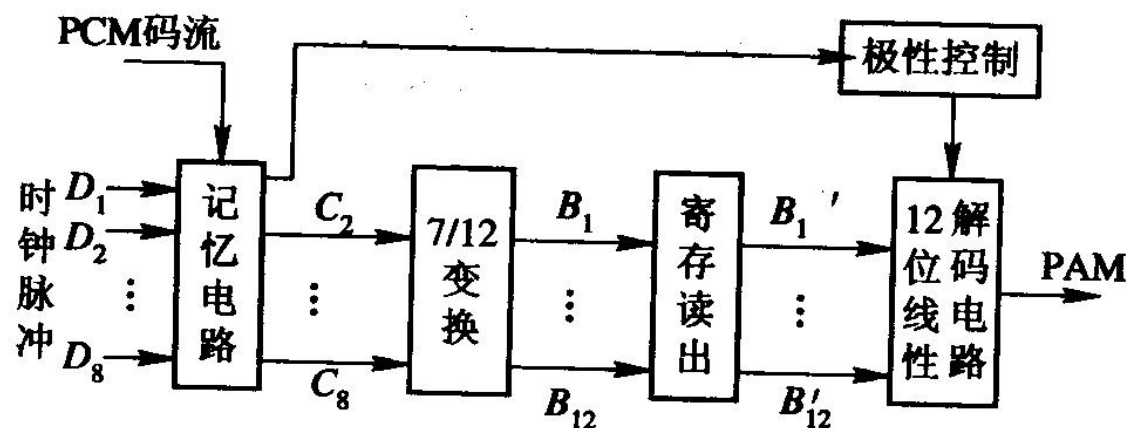 PCM码流
极性控制
时钟脉冲
D₁
D₂
⋮
D₈
记忆电路
C₂
⋮
C₈
7/12变换
B₁
⋮
B₁₂
寄存读出
B₁′
⋮
B′₁₂
12位线性
解码电路
PAM